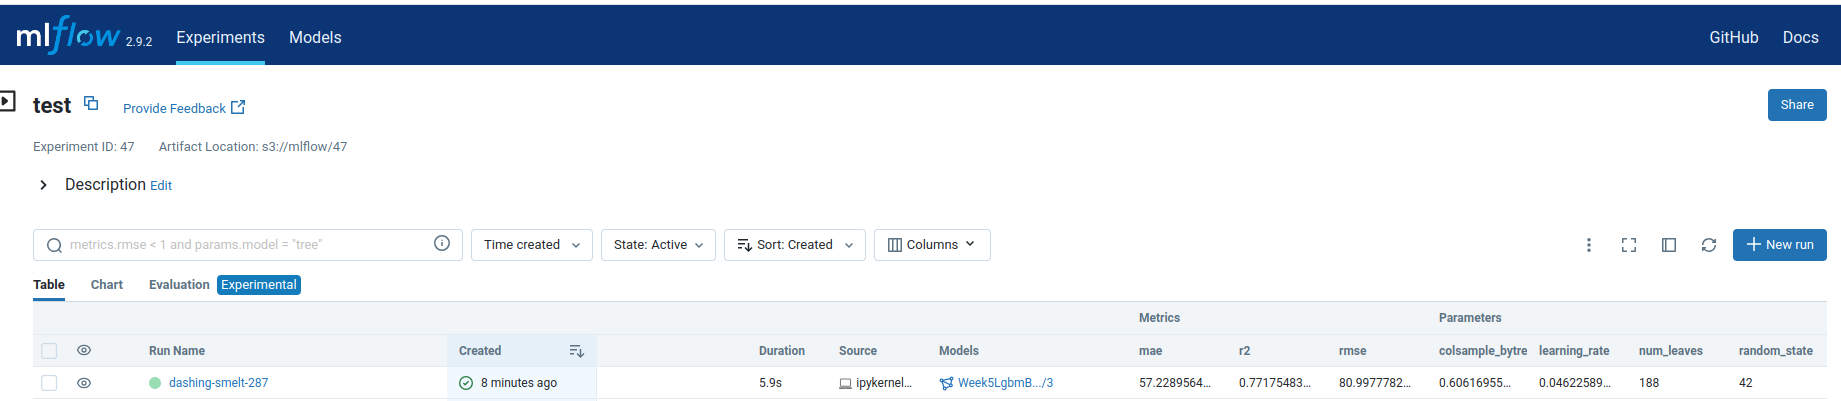 mlflow 2.9.2 Experiments Models GitHub Docs
test Provide Feedback Share
Experiment ID: 47 Artifact Location: s3://mlflow/47
Description Edit
metrics.rmse < 1 and params.model = "tree" Time created State: Active Sort: Created Columns New run
Table Chart Evaluation Experimental
Metrics Parameters
Run Name Created Duration Source Models mae r2 rmse colsample_bytre learning_rate num_leaves random_state
dashing-smelt-287 8 minutes ago 5.9s ipykernel... Week5LgbmB.../3 57.2289564... 0.77175483... 80.9977782... 0.60616955... 0.04622589... 188 42